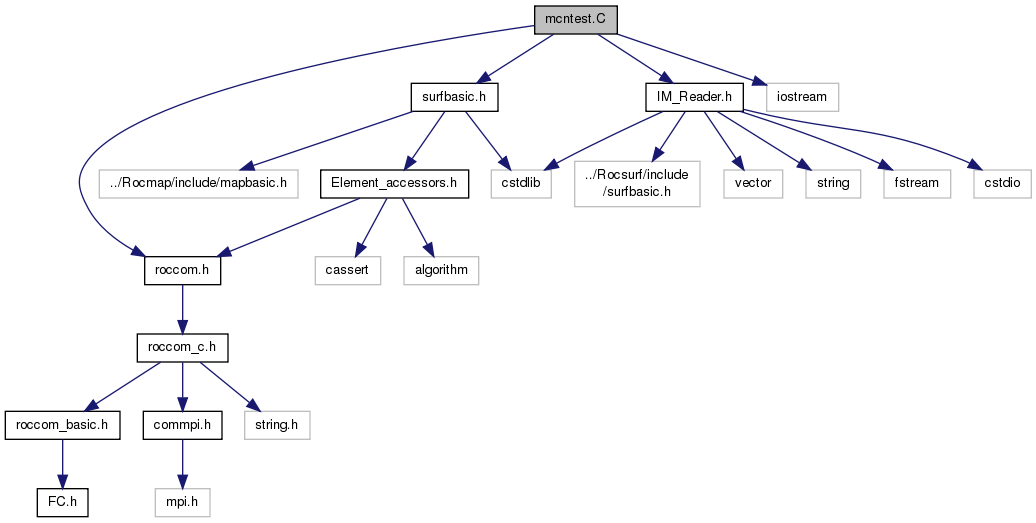 mcntest.C
surfbasic.h
IM_Reader.h
iostream
../Rocmap/include/mapbasic.h
Element_accessors.h
cstdlib
../Rocsurf/include
/surfbasic.h
vector
string
fstream
cstdio
roccom.h
cassert
algorithm
roccom_c.h
roccom_basic.h
commpi.h
string.h
FC.h
mpi.h